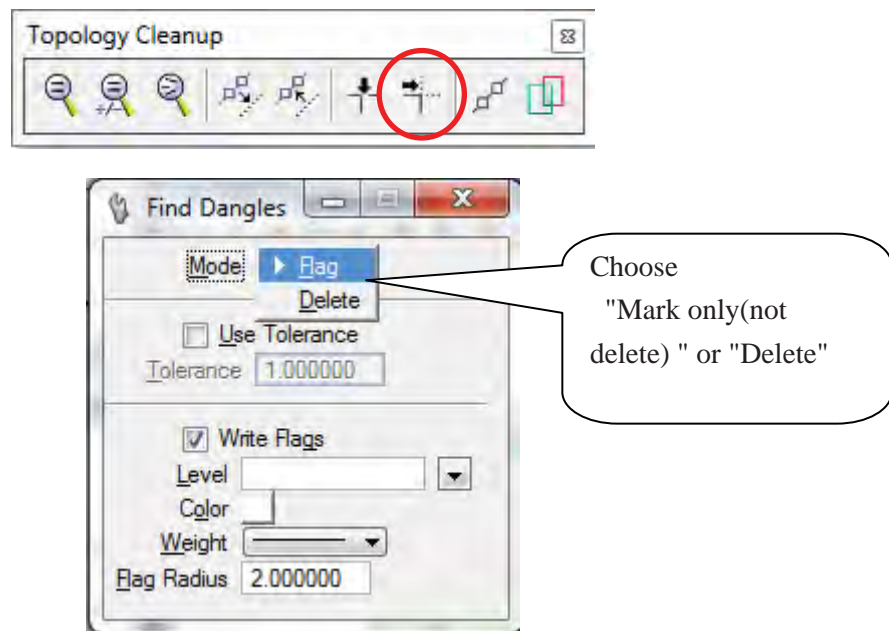 Topology Cleanup
Find Dangles
Mode Flag
Delete
Use Tolerance
Tolerance 1.000000
Write Flags
Level
Color
Weight
Flag Radius 2.000000
Choose
"Mark only(not
delete) " or "Delete"